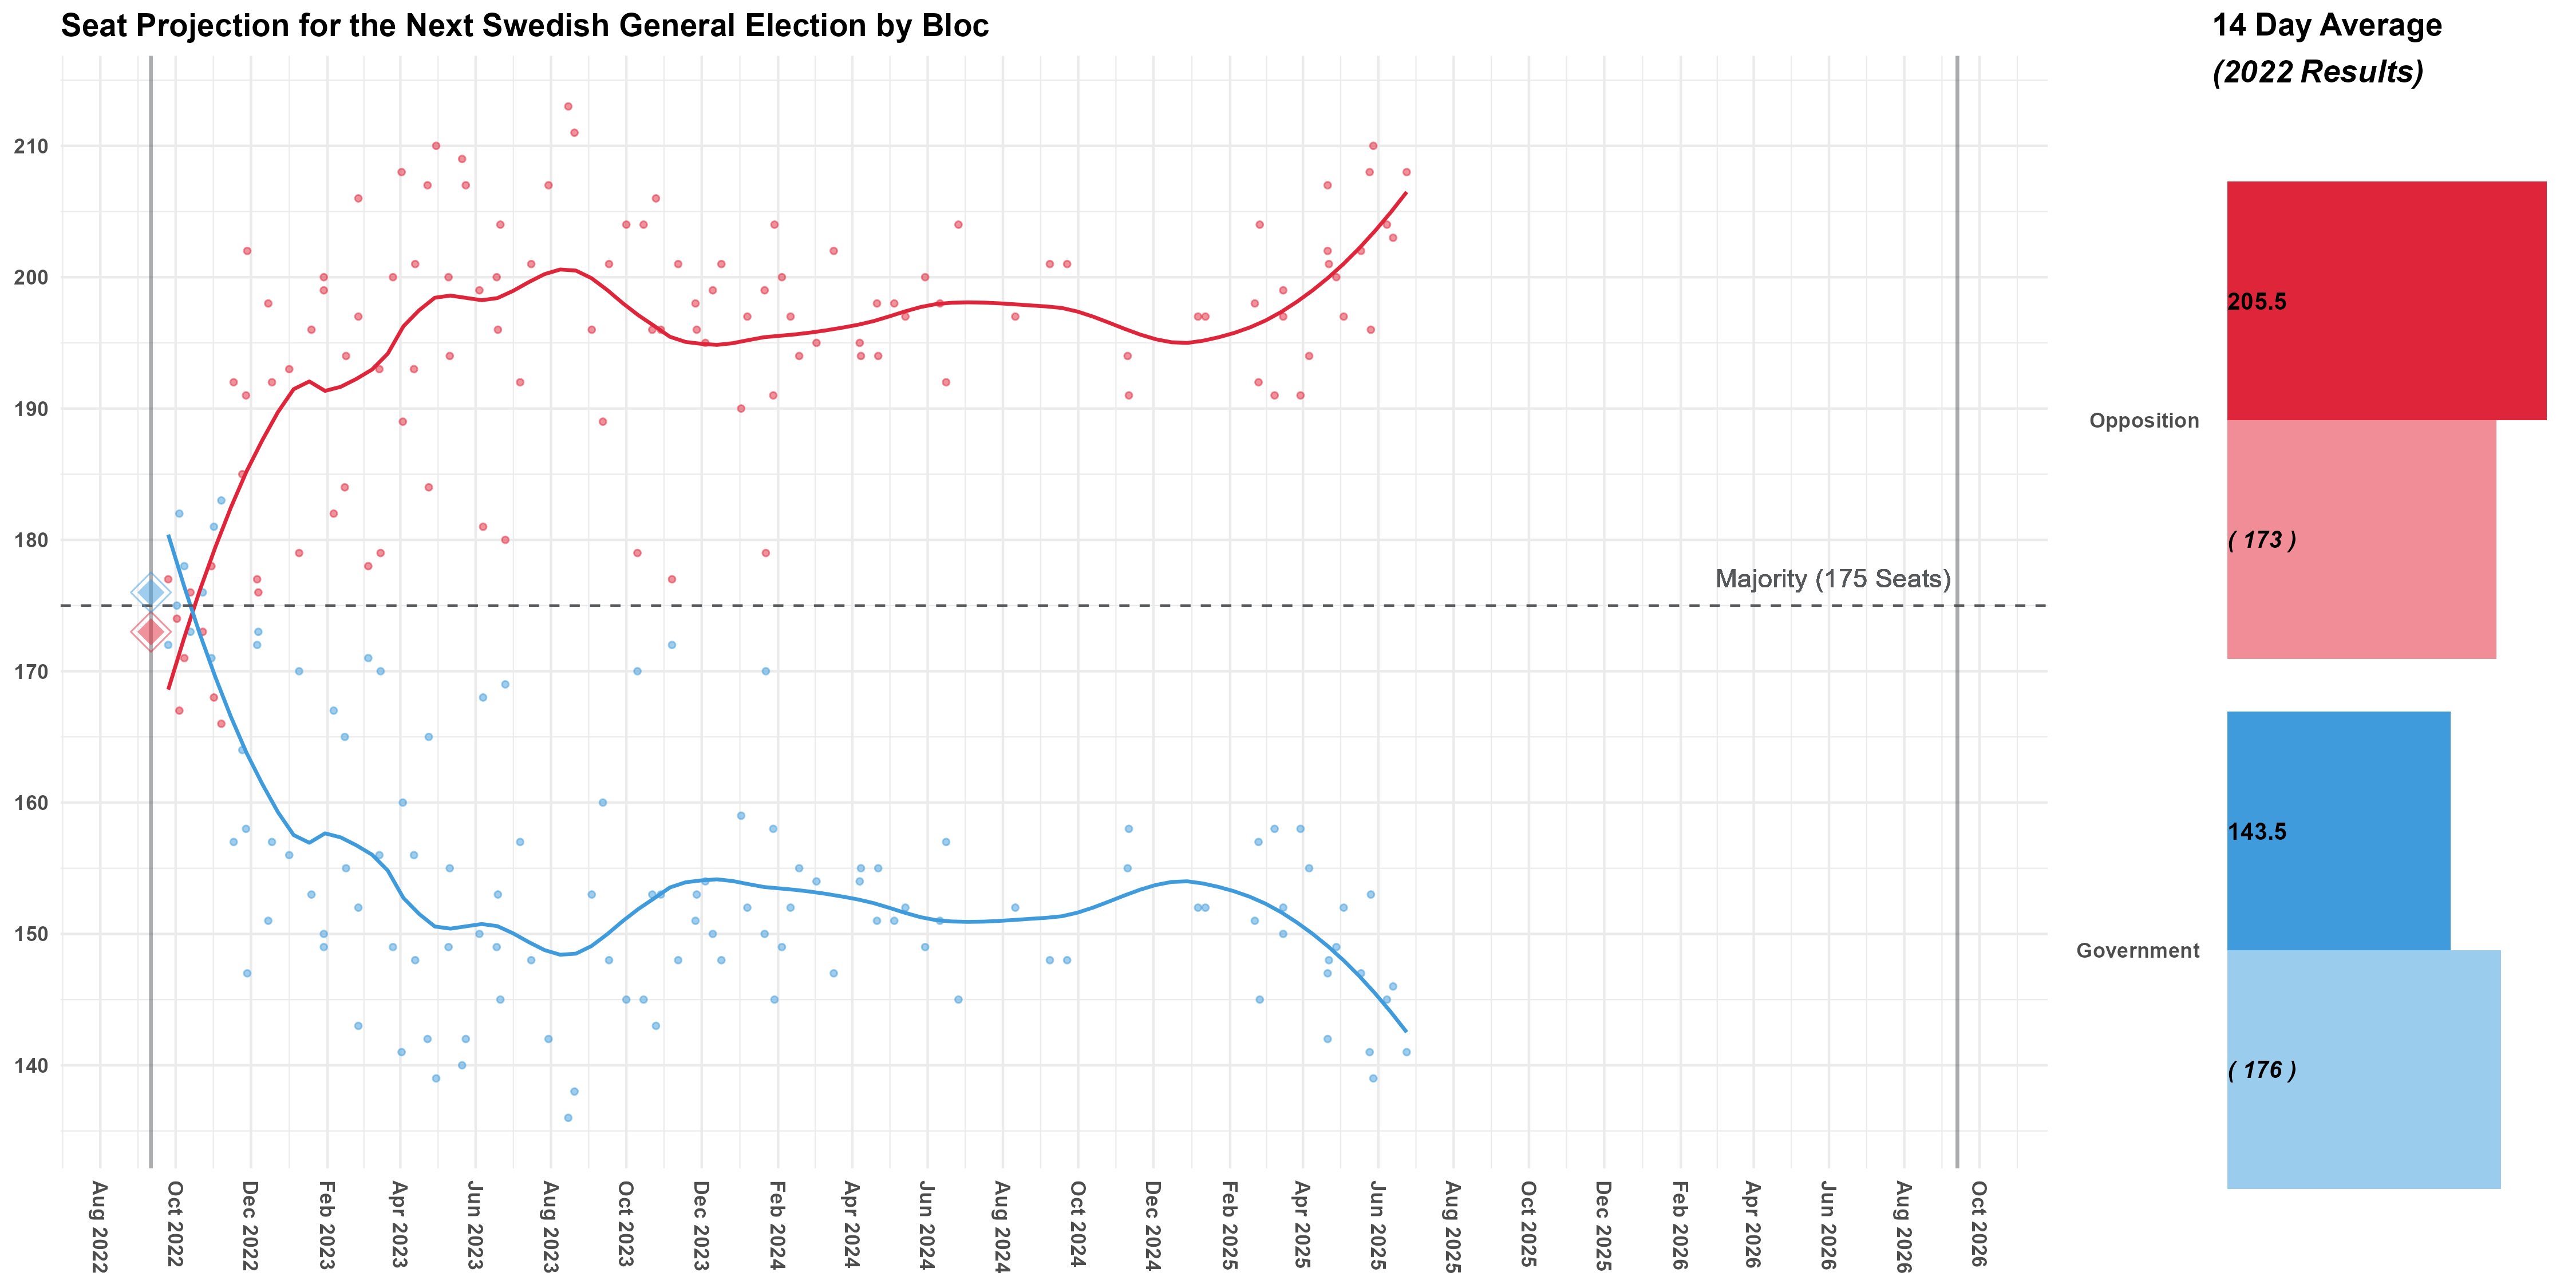 Seat Projection for the Next Swedish General Election by Bloc
14 Day Average
(2022 Results)
210
200
190
180
170
160
150
140
Majority (175 Seats)
Aug 2022
Oct 2022
Dec 2022
Feb 2023
Apr 2023
Jun 2023
Aug 2023
Oct 2023
Dec 2023
Feb 2024
Apr 2024
Jun 2024
Aug 2024
Oct 2024
Dec 2024
Feb 2025
Apr 2025
Jun 2025
Aug 2025
Oct 2025
Dec 2025
Feb 2026
Apr 2026
Jun 2026
Aug 2026
Oct 2026
Opposition
205.5
( 173 )
Government
143.5
( 176 )